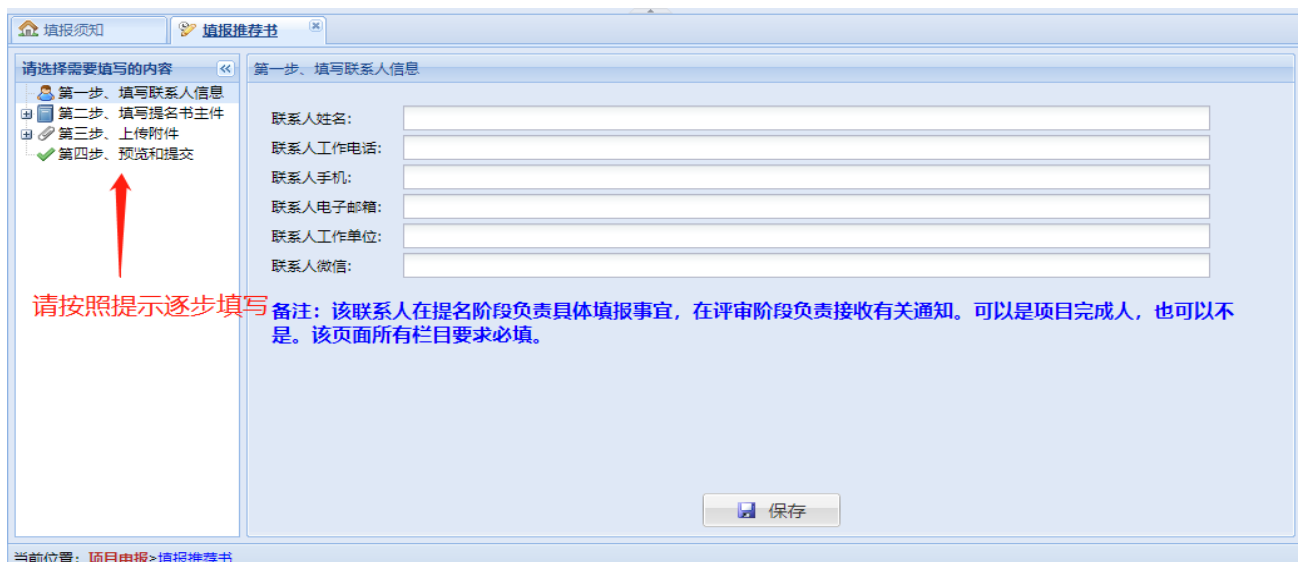 填报须知
填报推荐书
请选择需要填写的内容
第一步、填写联系人信息
第二步、填写提名书主件
第三步、上传附件
第四步、预览和提交
请按照提示逐步填写
第一步、填写联系人信息
联系人姓名:
联系人工作电话:
联系人手机:
联系人电子邮箱:
联系人工作单位:
联系人微信:
备注：该联系人在提名阶段负责具体填报事宜，在评审阶段负责接收有关通知。可以是项目完成人，也可以不
是。该页面所有栏目要求必填。
保存
当前位置：项目申报>填报推荐书